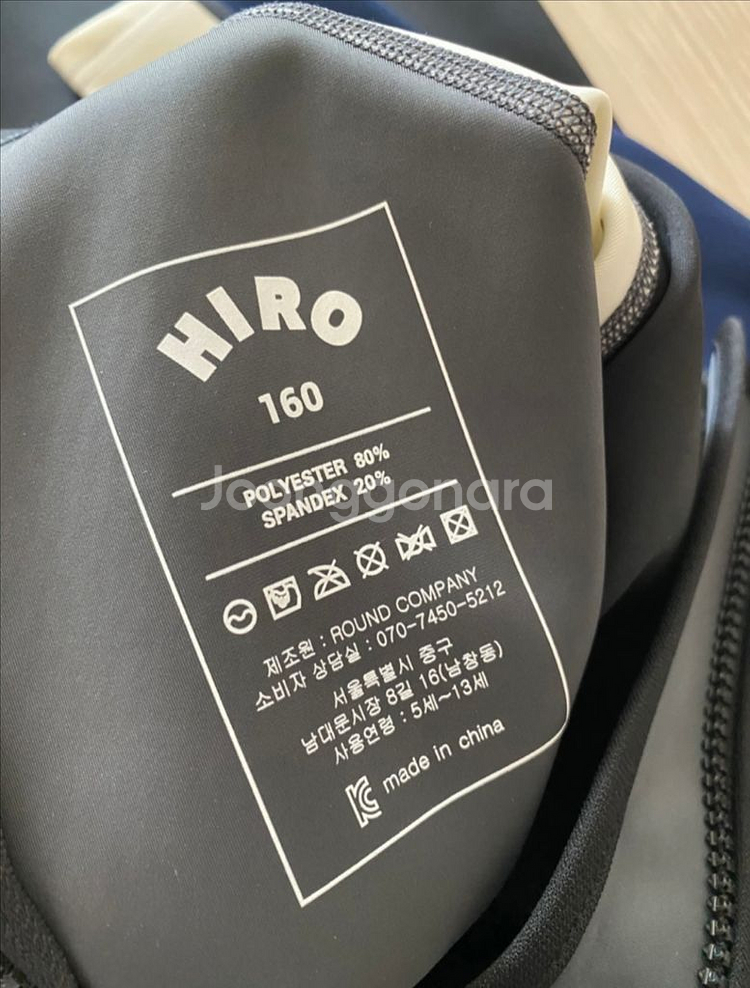 HIRO
160
POLYESTER 80%
SPANDEX 20%
제조원 : ROUND COMPANY
소비자 상담실 : 070-7450-5212
서울특별시 중구
남대문시장 8길 16(남창동)
사용연령 : 5세~13세
KC made in china
Joonggonara